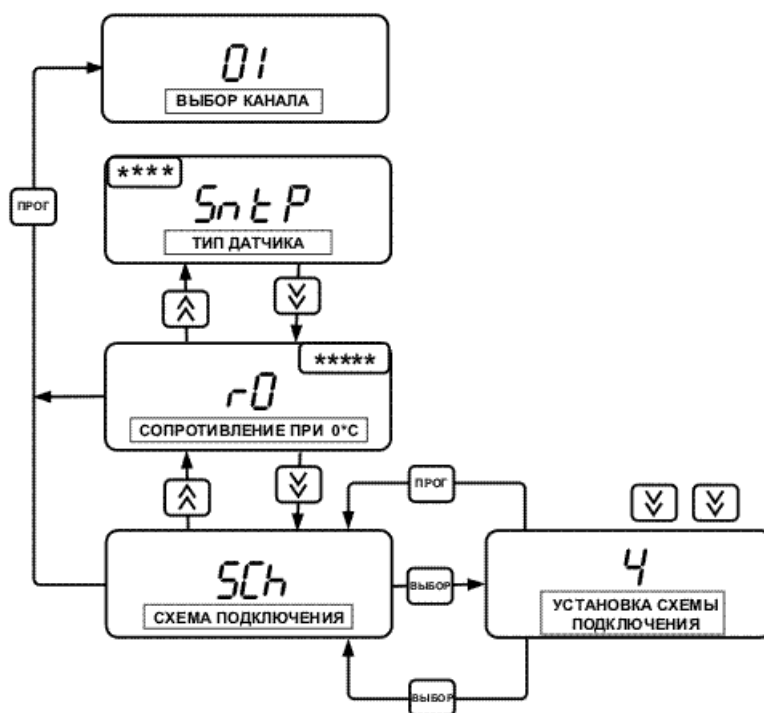 01
ВЫБОР КАНАЛА
ПРОГ
****
SntP
ТИП ДАТЧИКА
*****
r0
СОПРОТИВЛЕНИЕ ПРИ 0*С
ПРОГ
SCh
СХЕМА ПОДКЛЮЧЕНИЯ
ВЫБОР
4
УСТАНОВКА СХЕМЫ
ПОДКЛЮЧЕНИЯ
ВЫБОР